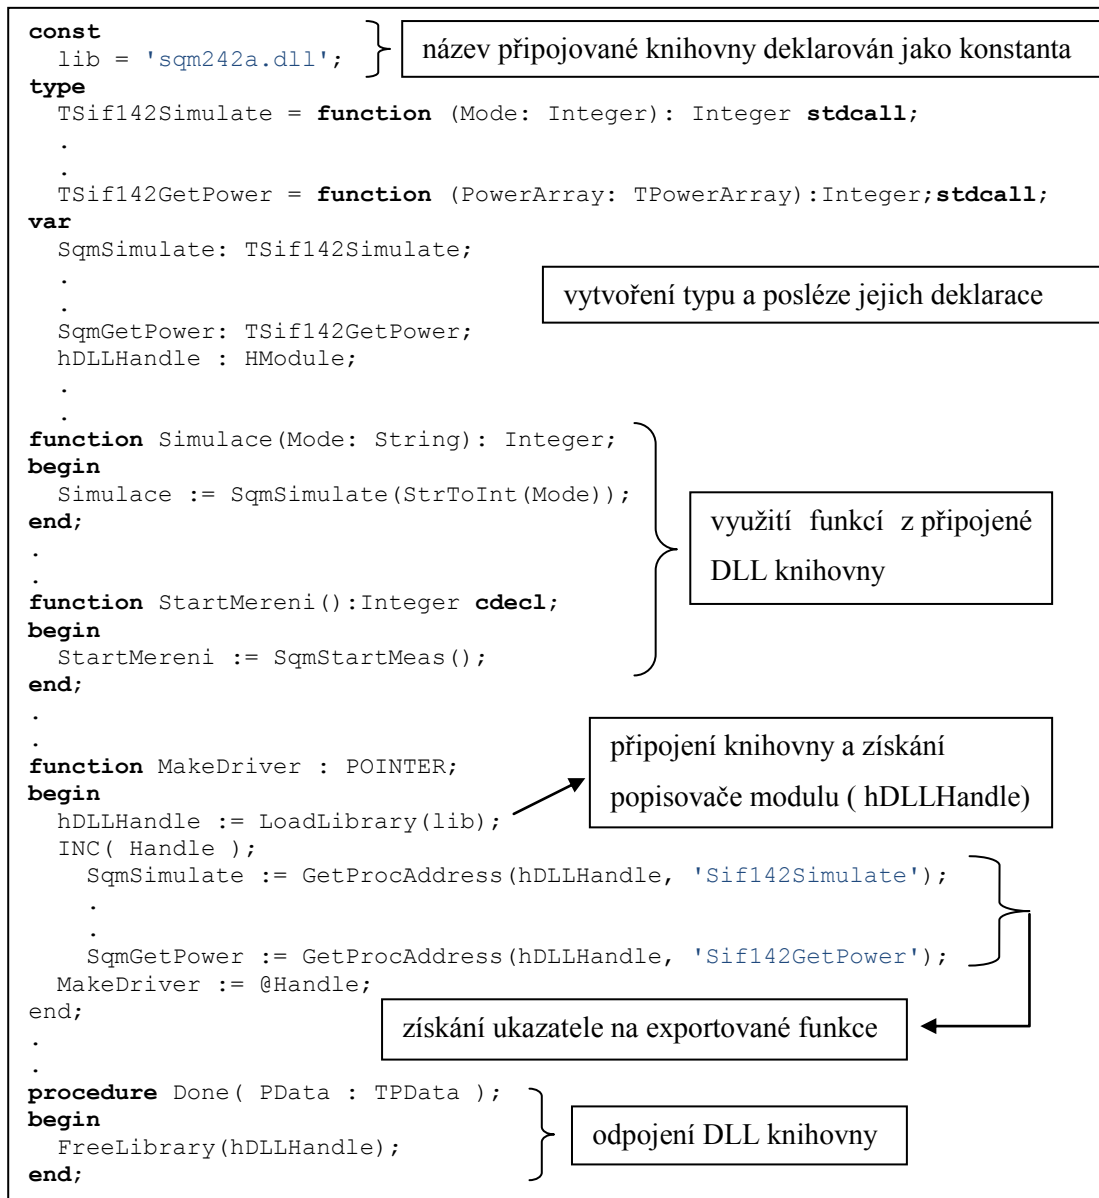 const
název připojované knihovny deklarován jako konstanta
lib = 'sqm242a.dll';
type
TSif142Simulate = function (Mode: Integer): Integer stdcall;
.
.
TSif142GetPower = function (PowerArray: TPowerArray):Integer;stdcall;
var
SqmSimulate: TSif142Simulate;
.
vytvoření typu a posléze jejich deklarace
.
SqmGetPower: TSif142GetPower;
hDLLHandle : HModule;
.
.
function Simulace(Mode: String): Integer;
begin
Simulace := SqmSimulate(StrToInt(Mode));
end;
.
.
využití funkcí z připojené
DLL knihovny
function StartMereni():Integer cdecl;
begin
StartMereni := SqmStartMeas();
end;
.
.
function MakeDriver : POINTER;
begin
hDLLHandle := LoadLibrary(lib);
připojení knihovny a získání
popisovače modulu ( hDLLHandle)
INC( Handle );
SqmSimulate := GetProcAddress(hDLLHandle, 'Sif142Simulate');
.
.
SqmGetPower := GetProcAddress(hDLLHandle, 'Sif142GetPower');
MakeDriver := @Handle;
end;
získání ukazatele na exportované funkce
.
.
procedure Done( PData : TPData );
begin
FreeLibrary(hDLLHandle);
odpojení DLL knihovny
end;